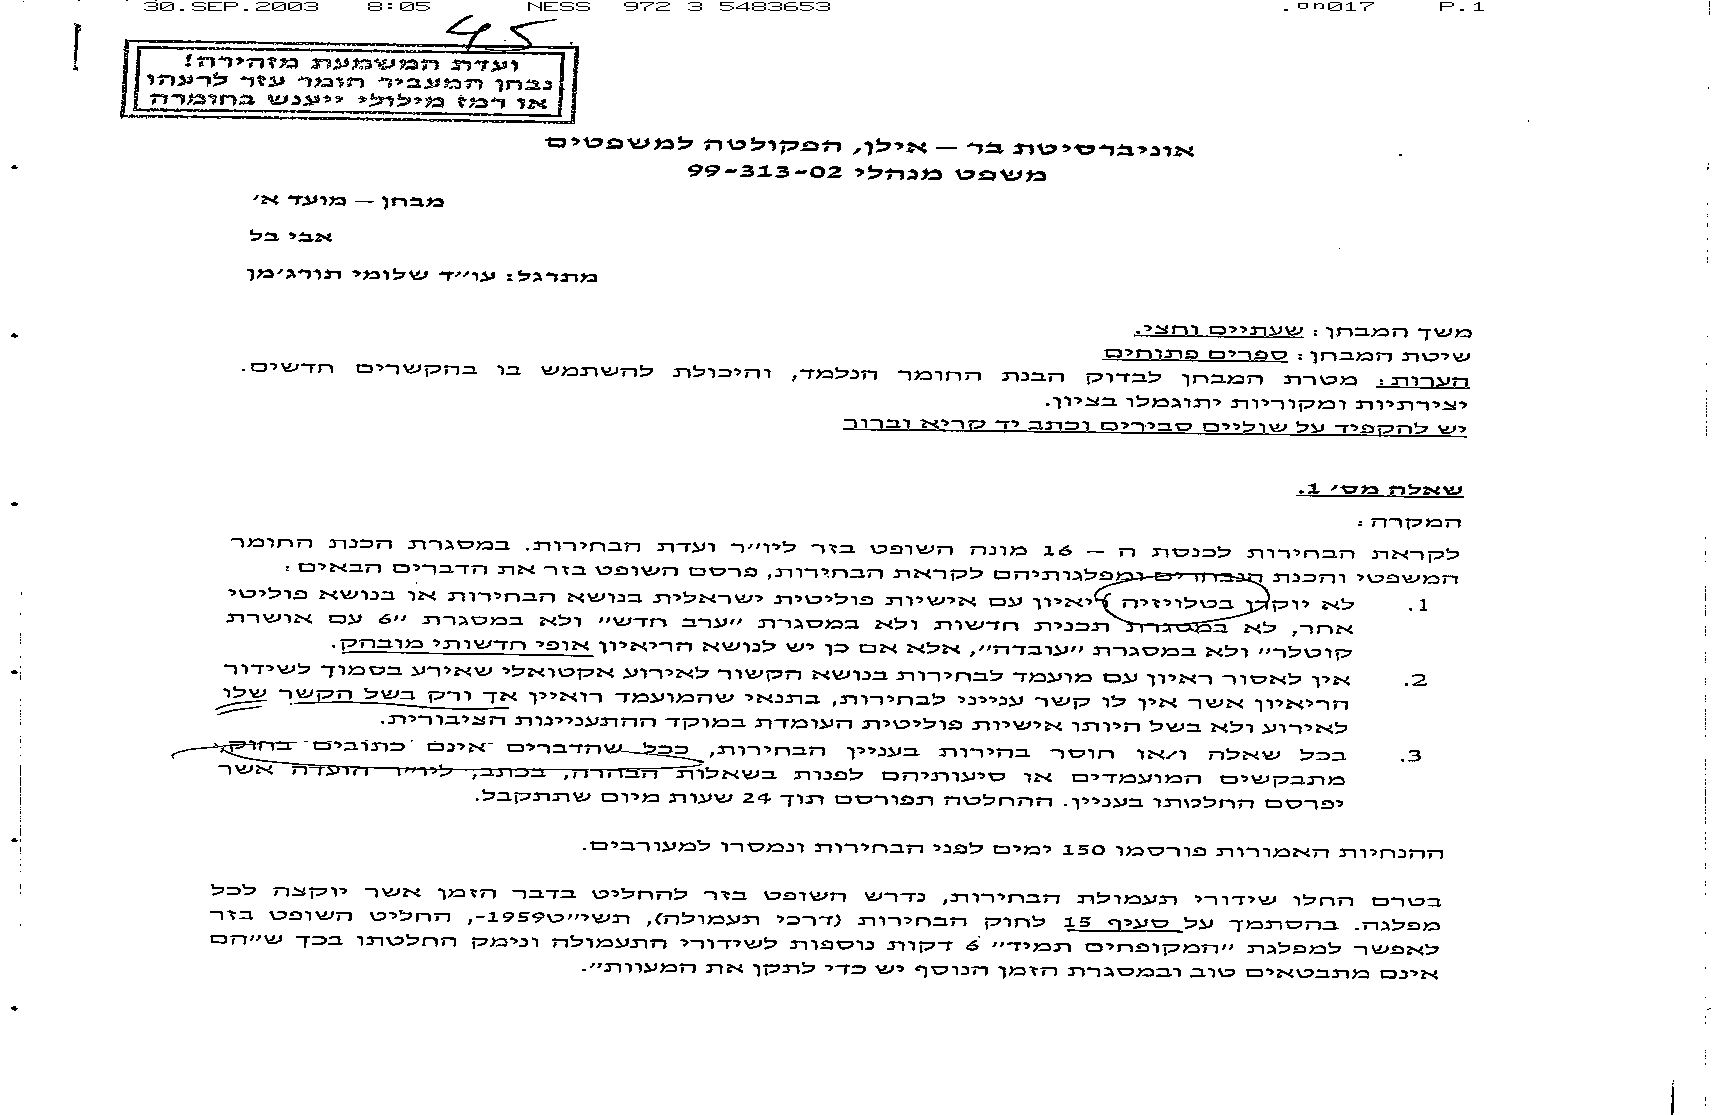 30.SEP.2003 8:05 NESS 972 3 5483653 P.1
45
ועדת המשמעת מזהירה!
נבחן המעביר חומר עזר לרעהו
או רמז מילולי ייענש בחומרה
אוניברסיטת בר – אילן, הפקולטה למשפטים
משפט מנהלי 99-313-02
מבחן – מועד א'
אבי בל
מתרגל: עו"ד שלומי תורג'מן
משך המבחן: שעתיים וחצי.
שיטת המבחן: ספרים פתוחים
הערות: מטרת המבחן לבדוק הבנת החומר הנלמד, והיכולת להשתמש בו בהקשרים חדשים.
יצירתיות ומקוריות יתוגמלו בציון.
יש להקפיד על שוליים סבירים וכתב יד קריא וברור
שאלה מס' 1.
המקרה:
לקראת הבחירות לכנסת ה – 16 מונה השופט בזר ליו"ר ועדת הבחירות. במסגרת הכנת החומר
המשפטי והכנת הנבחרים ומפלגותיהם לקראת הבחירות, פרסם השופט בזר את הדברים הבאים:
1. לא יוקרן בטלויזיה ריאיון עם אישיות פוליטית ישראלית בנושא הבחירות או בנושא פוליטי
אחר, לא במסגרת תכנית חדשות ולא במסגרת "ערב חדש" ולא במסגרת "6 עם אושרת
קוטלר" ולא במסגרת "עובדה", אלא אם כן יש לנושא הריאיון אופי חדשותי מובהק.
2. אין לאסור ראיון עם מועמד לבחירות בנושא הקשור לאירוע אקטואלי שאירע בסמוך לשידור
הריאיון אשר אין לו קשר ענייני לבחירות, בתנאי שהמועמד רואיין אך ורק בשל הקשר שלו
לאירוע ולא בשל היותו אישיות פוליטית העומדת במוקד ההתעניינות הציבורית.
3. בכל שאלה ו/או חוסר בהירות בעניין הבחירות, ככל שהדברים אינם כתובים בחוק,
מתבקשים המועמדים או סיעותיהם לפנות בשאלות הבהרה, בכתב, ליו"ר הועדה אשר
יפרסם החלטתו בעניין. ההחלטה תפורסם תוך 24 שעות מיום שתתקבל.
ההנחיות האמורות פורסמו 150 ימים לפני הבחירות ונמסרו למעורבים.
בטרם החלו שידורי תעמולת הבחירות, נדרש השופט בזר להחליט בדבר הזמן אשר יוקצה לכל
מפלגה. בהסתמך על סעיף 15 לחוק הבחירות (דרכי תעמולה), תשי"ט-1959, החליט השופט בזר
לאפשר למפלגת "המקופחים תמיד" 6 דקות נוספות לשידורי התעמולה ונימק החלטתו בכך ש"הם
אינם מתבטאים טוב ובמסגרת הזמן הנוסף יש כדי לתקן את המעוות".